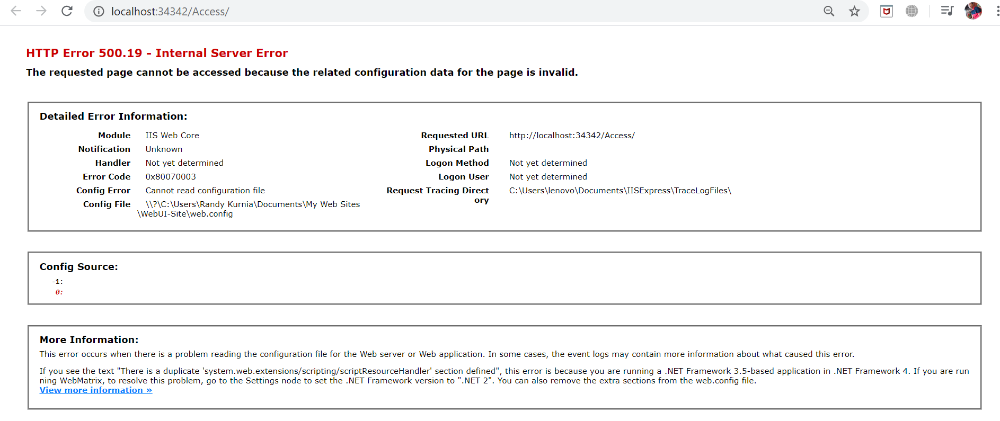 localhost:34342/Access/
HTTP Error 500.19 - Internal Server Error
The requested page cannot be accessed because the related configuration data for the page is invalid.
Detailed Error Information:
Module IIS Web Core
Notification Unknown
Handler Not yet determined
Error Code 0x80070003
Config Error Cannot read configuration file
Config File \\?\C:\Users\Randy Kurnia\Documents\My Web Sites
\WebUI-Site\web.config
Requested URL http://localhost:34342/Access/
Physical Path
Logon Method Not yet determined
Logon User Not yet determined
Request Tracing Direct C:\Users\lenovo\Documents\IISExpress\TraceLogFiles\
ory
Config Source:
-1:
0:
More Information:
This error occurs when there is a problem reading the configuration file for the Web server or Web application. In some cases, the event logs may contain more information about what caused this error.
If you see the text "There is a duplicate 'system.web.extensions/scripting/scriptResourceHandler' section defined", this error is because you are running a .NET Framework 3.5-based application in .NET Framework 4. If you are run
ning WebMatrix, to resolve this problem, go to the Settings node to set the .NET Framework version to ".NET 2". You can also remove the extra sections from the web.config file.
View more information »